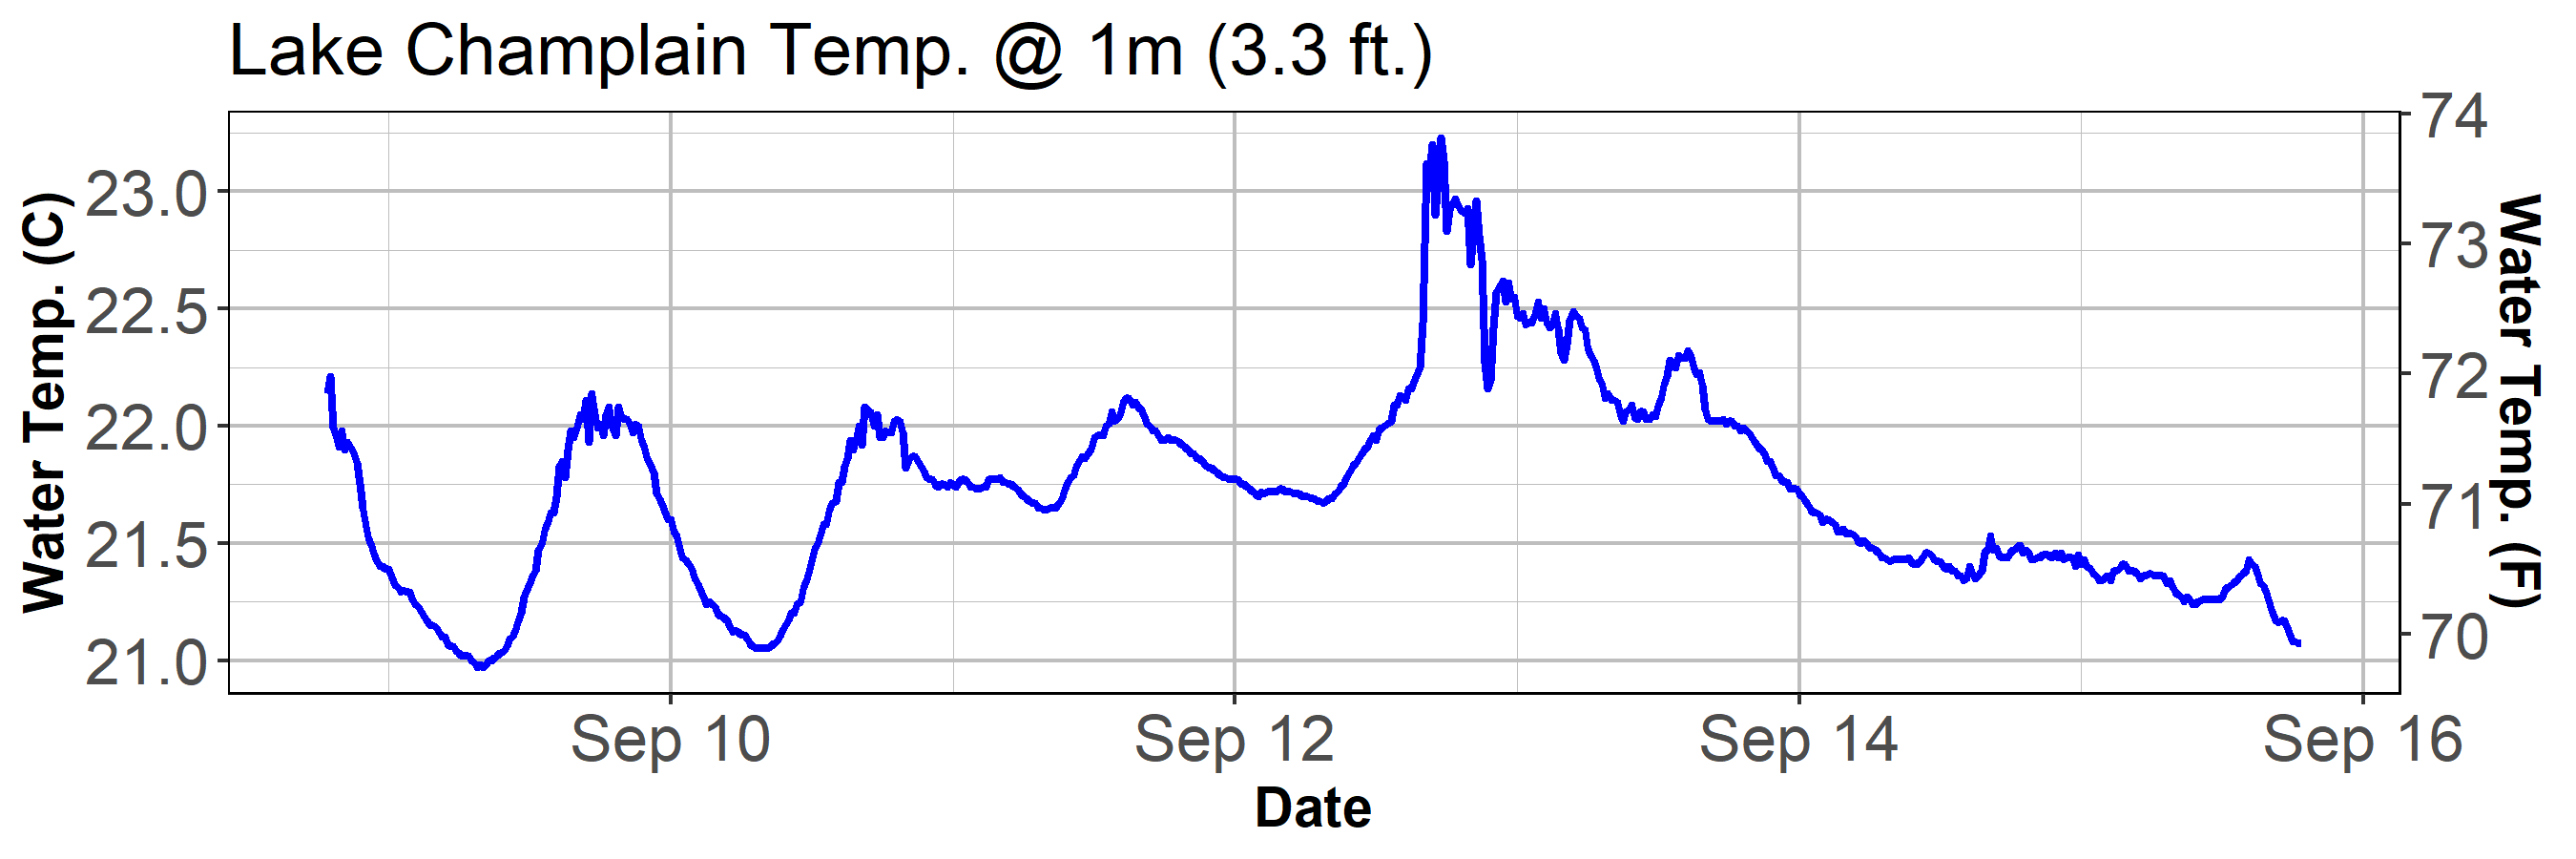 Lake Champlain Temp. @ 1m (3.3 ft.)
Water Temp. (C)
23.0
22.5
22.0
21.5
21.0
74
73
72
71
70
Water Temp. (F)
Sep 10
Sep 12
Sep 14
Sep 16
Date